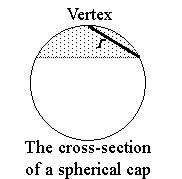 Vertex
r
The cross-section
of a spherical cap